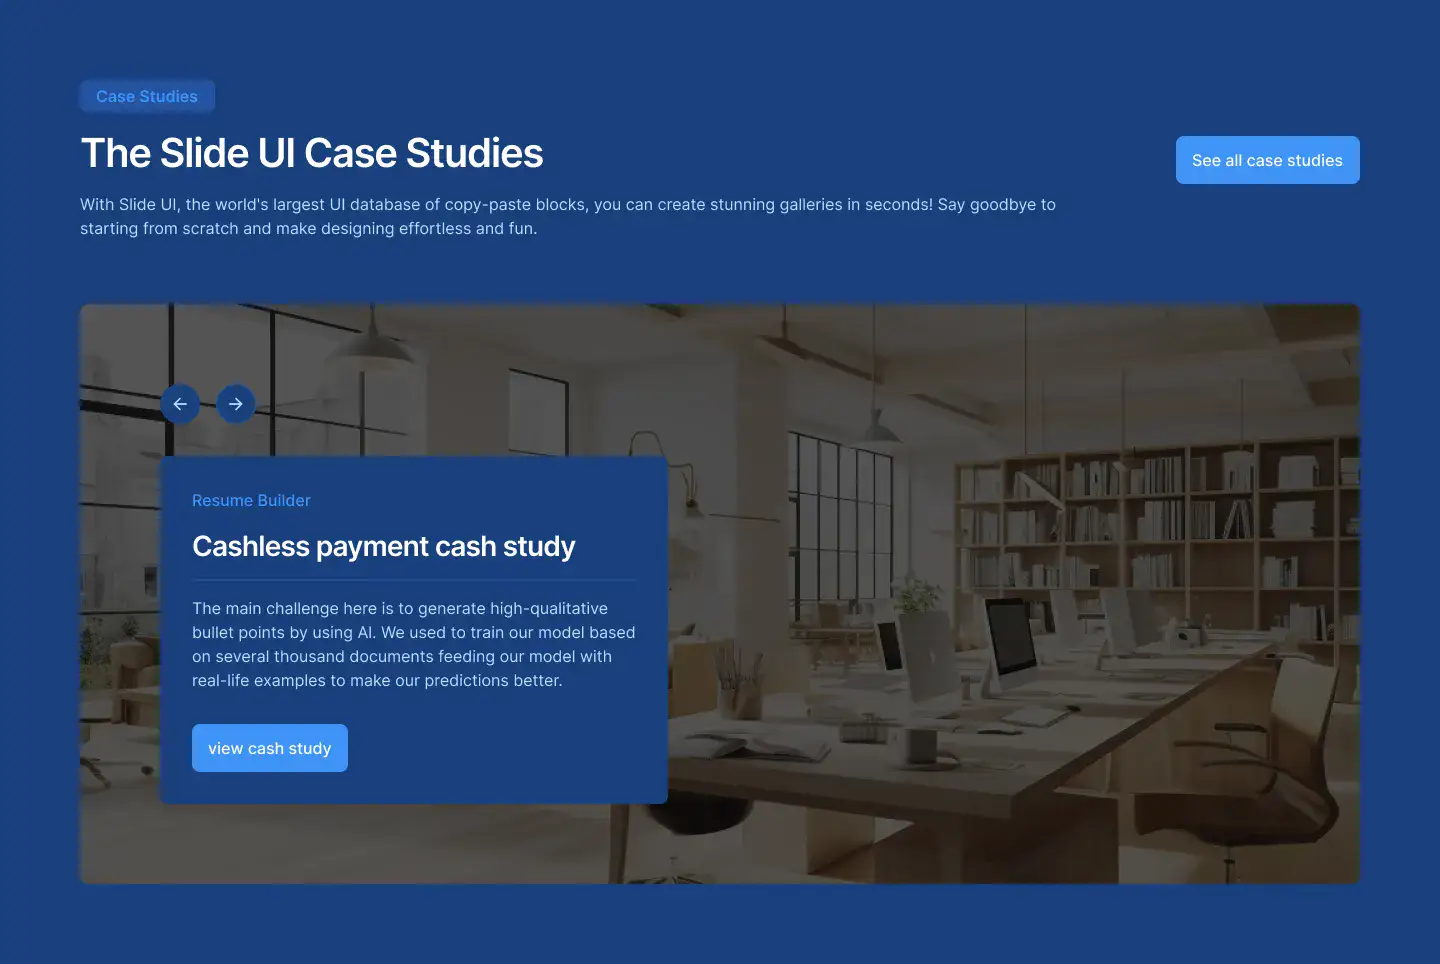 Case Studies
The Slide UI Case Studies
See all case studies
With Slide UI, the world's largest UI database of copy-paste blocks, you can create stunning galleries in seconds! Say goodbye to
starting from scratch and make designing effortless and fun.
Resume Builder
Cashless payment cash study
The main challenge here is to generate high-qualitative
bullet points by using AI. We used to train our model based
on several thousand documents feeding our model with
real-life examples to make our predictions better.
view cash study